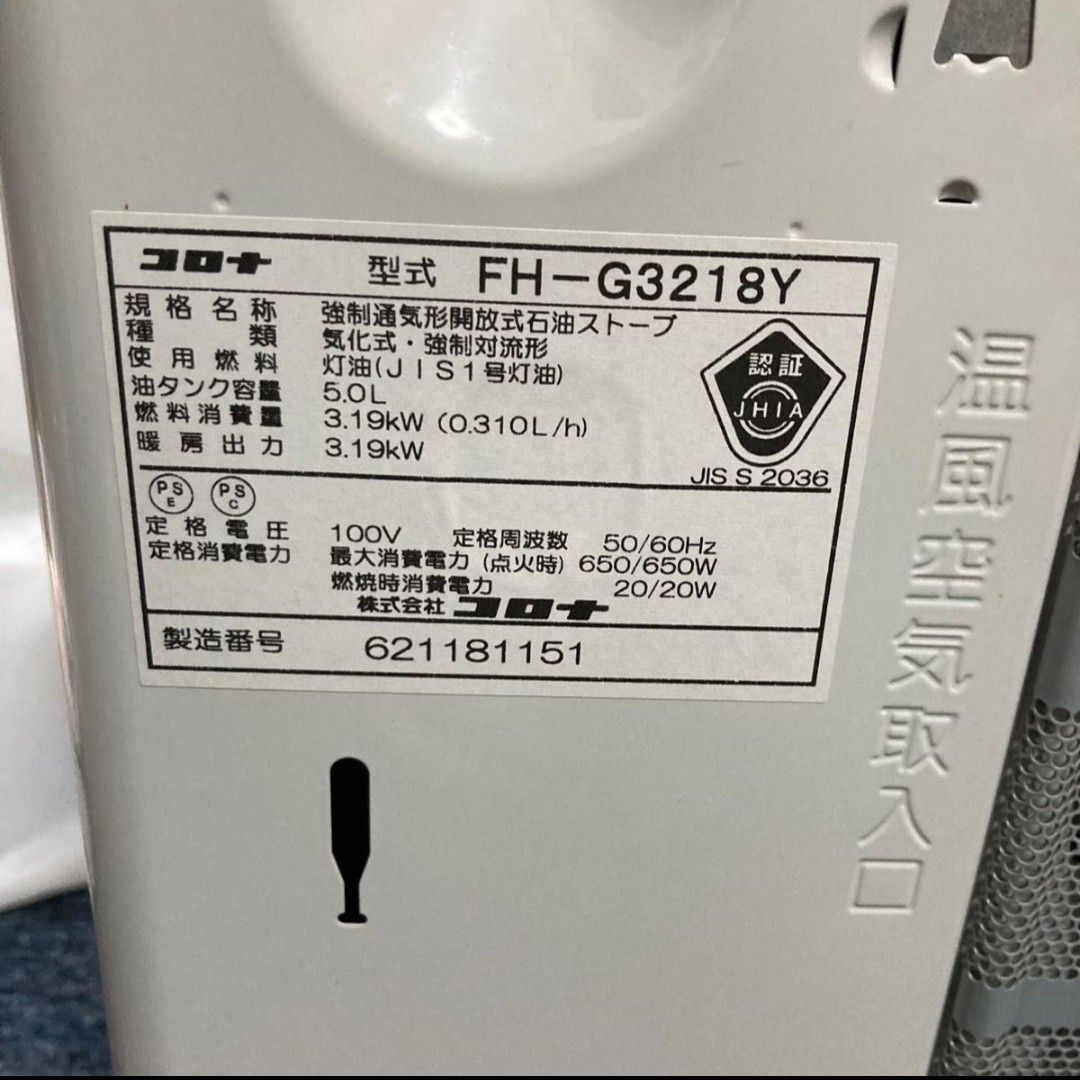 コロナ 型式 FH-G3218Y
規格名称 強制通気形開放式石油ストーブ
種類 気化式・強制対流形
使用燃料 灯油(JIS1号灯油)
油タンク容量 5.0L
燃料消費量 3.19kW (0.310L/h)
暖房出力 3.19kW
認証
JHIA
JIS S 2036
PS E PS C
定格電圧 100V 定格周波数 50/60Hz
定格消費電力 最大消費電力 (点火時) 650/650W
燃焼時消費電力 20/20W
株式会社 コロナ
製造番号 621181151
温風空気取入口